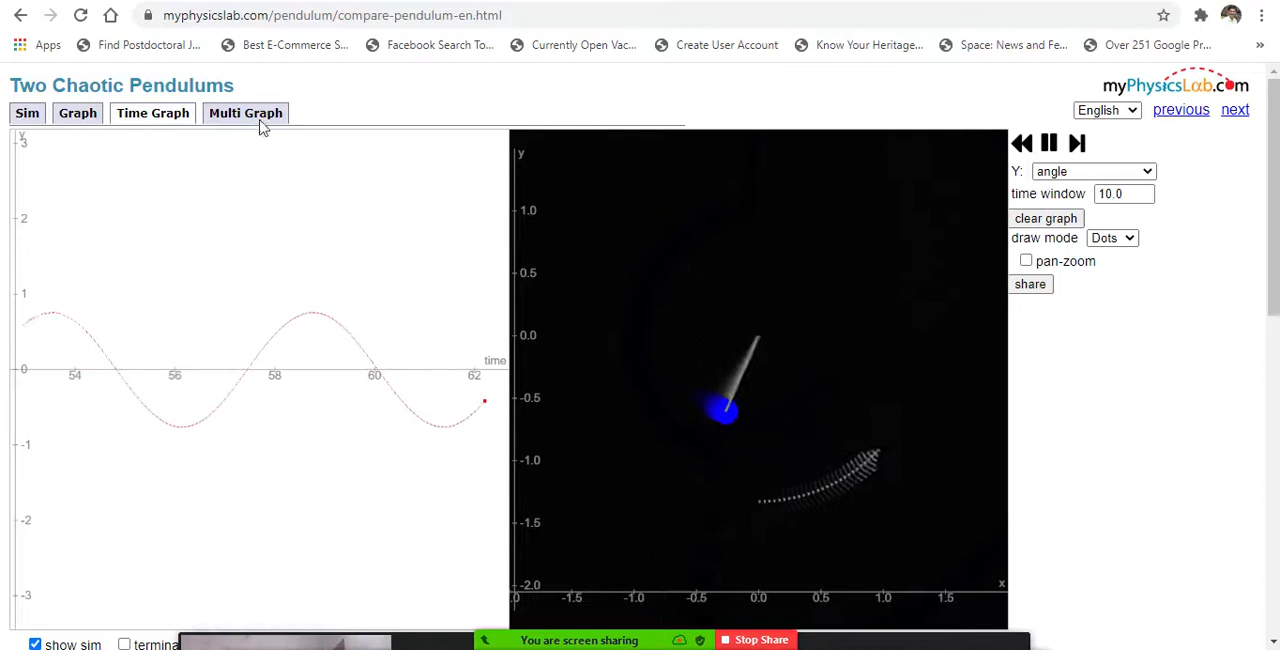 myphysicslab.com/pendulum/compare-pendulum-en.html
Apps Find Postdoctoral J... Best E-Commerce S... Facebook Search To... Currently Open Vac... Create User Account Know Your Heritage... Space: News and Fe... Over 251 Google Pr... »
Two Chaotic Pendulums
myPhysicsLab.com
Sim Graph Time Graph Multi Graph
English previous next
y
3
2
1
0
-1
-2
-3
54 56 58 60 62
time
y
1.0
0.5
0.0
-0.5
-1.0
-1.5
-2.0
x
.0 -1.5 -1.0 -0.5 0.0 0.5 1.0 1.5
Y: angle
time window 10.0
clear graph
draw mode Dots
pan-zoom
share
show sim termina
You are screen sharing Stop Share